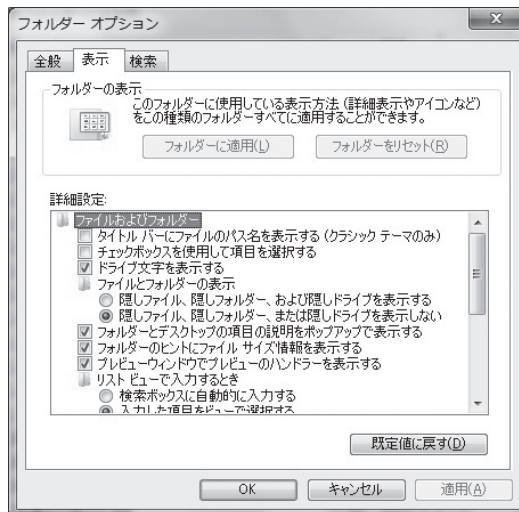 フォルダー オプション
全般 表示 検索
フォルダーの表示
このフォルダーに使用している表示方法（詳細表示やアイコンなど）
をこの種類のフォルダーすべてに適用することができます。
フォルダーに適用(L) フォルダーをリセット(R)
詳細設定:
ファイルおよびフォルダー
タイトル バーにファイルのパス名を表示する (クラシック テーマのみ)
チェックボックスを使用して項目を選択する
ドライブ文字を表示する
ファイルとフォルダーの表示
隠しファイル、隠しフォルダー、および隠しドライブを表示する
隠しファイル、隠しフォルダー、または隠しドライブを表示しない
フォルダーとデスクトップの項目の説明をポップアップで表示する
フォルダーのヒントにファイル サイズ情報を表示する
プレビューウィンドウでプレビューのハンドラーを表示する
リスト ビューで入力するとき
検索ボックスに自動的に入力する
入力した項目をビューで選択する
既定値に戻す(D)
OK キャンセル 適用(A)